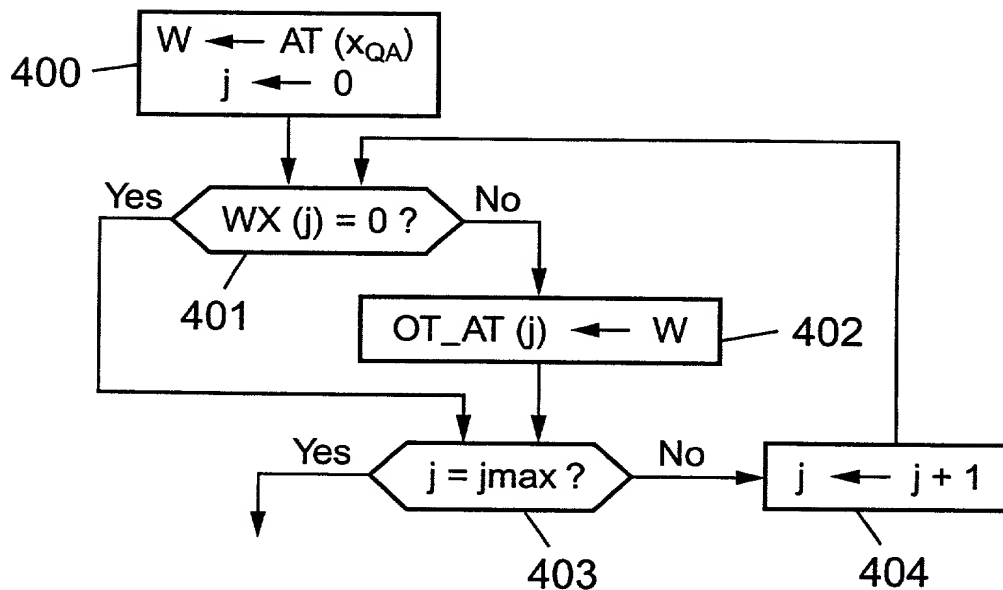 W ← AT (xQA)
400
j ← 0
Yes
WX (j) = 0 ?
No
401
OT_AT (j) ← W
402
Yes
j = jmax ?
No
j ← j + 1
403
404